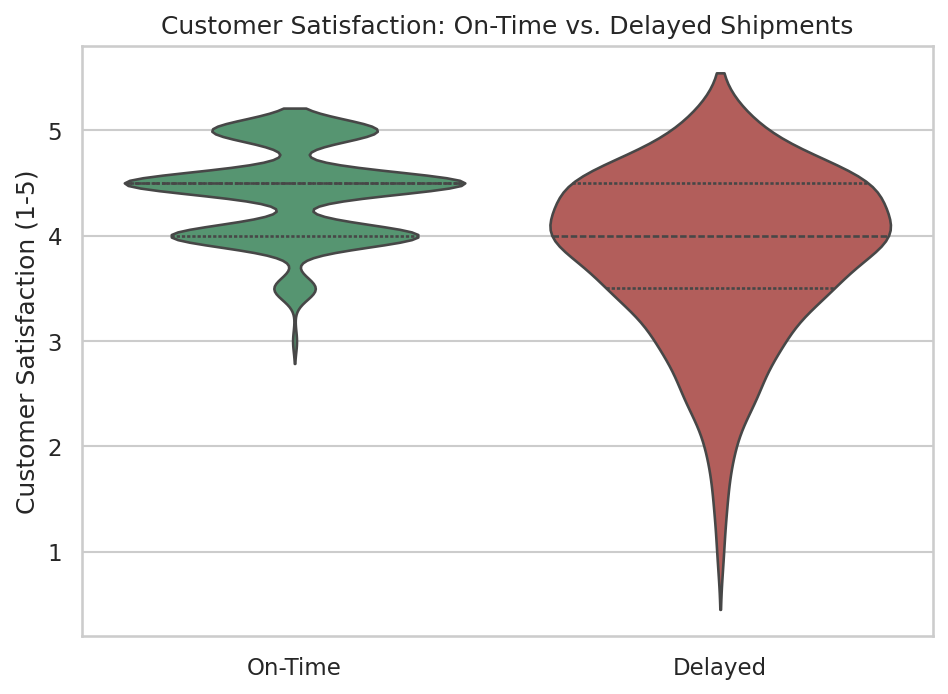 Customer Satisfaction: On-Time vs. Delayed Shipments
Customer Satisfaction (1-5)
5
4
3
2
1
On-Time
Delayed